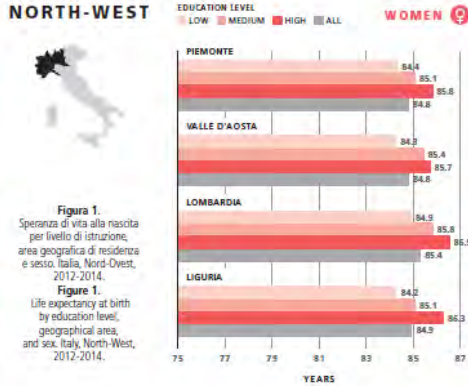 NORTH-WEST
EDUCATION LEVEL
LOW MEDIUM HIGH ALL
WOMEN
PIEMONTE
84.4
85.1
85.8
84.8
VALLE D'AOSTA
84.3
85.4
85.7
84.8
LOMBARDIA
84.9
85.8
86.5
85.4
LIGURIA
84.2
85.1
86.3
84.9
75 77 79 81 83 85 87
YEARS
Figura 1.
Speranza di vita alla nascita
per livello di istruzione,
area geografica di residenza
e sesso. Italia, Nord-Ovest,
2012-2014.
Figure 1.
Life expectancy at birth
by education level,
geographical area,
and sex. Italy, North-West,
2012-2014.